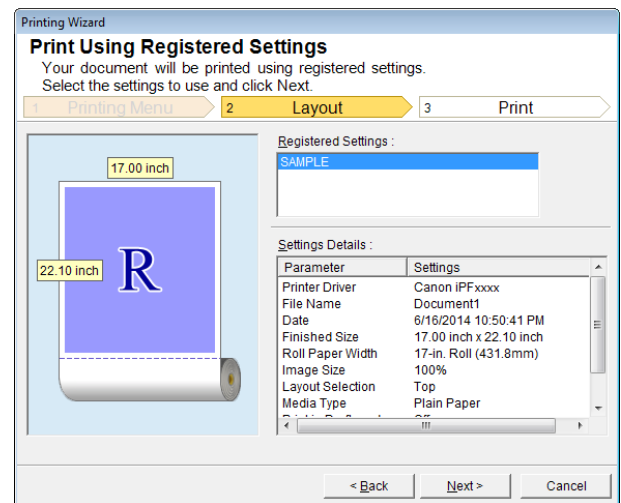 Printing Wizard
Print Using Registered Settings
Your document will be printed using registered settings.
Select the settings to use and click Next.
1 Printing Menu 2 Layout 3 Print
17.00 inch
22.10 inch
R
Registered Settings :
SAMPLE
Settings Details :
Parameter Settings
Printer Driver Canon iPFxxxx
File Name Document1
Date 6/16/2014 10:50:41 PM
Finished Size 17.00 inch x 22.10 inch
Roll Paper Width 17-in. Roll (431.8mm)
Image Size 100%
Layout Selection Top
Media Type Plain Paper
< Back Next > Cancel